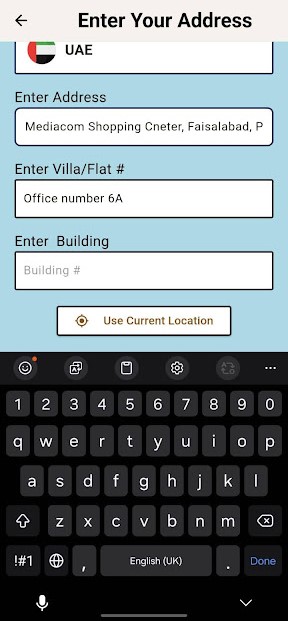 Enter Your Address
UAE
Enter Address
Mediacom Shopping Cneter, Faisalabad, P
Enter Villa/Flat #
Office number 6A
Enter Building
Building #
Use Current Location
1 2 3 4 5 6 7 8 9 0
q w e r t y u i o p
a s d f g h j k l
z x c v b n m
!#1 , English (UK) . Done